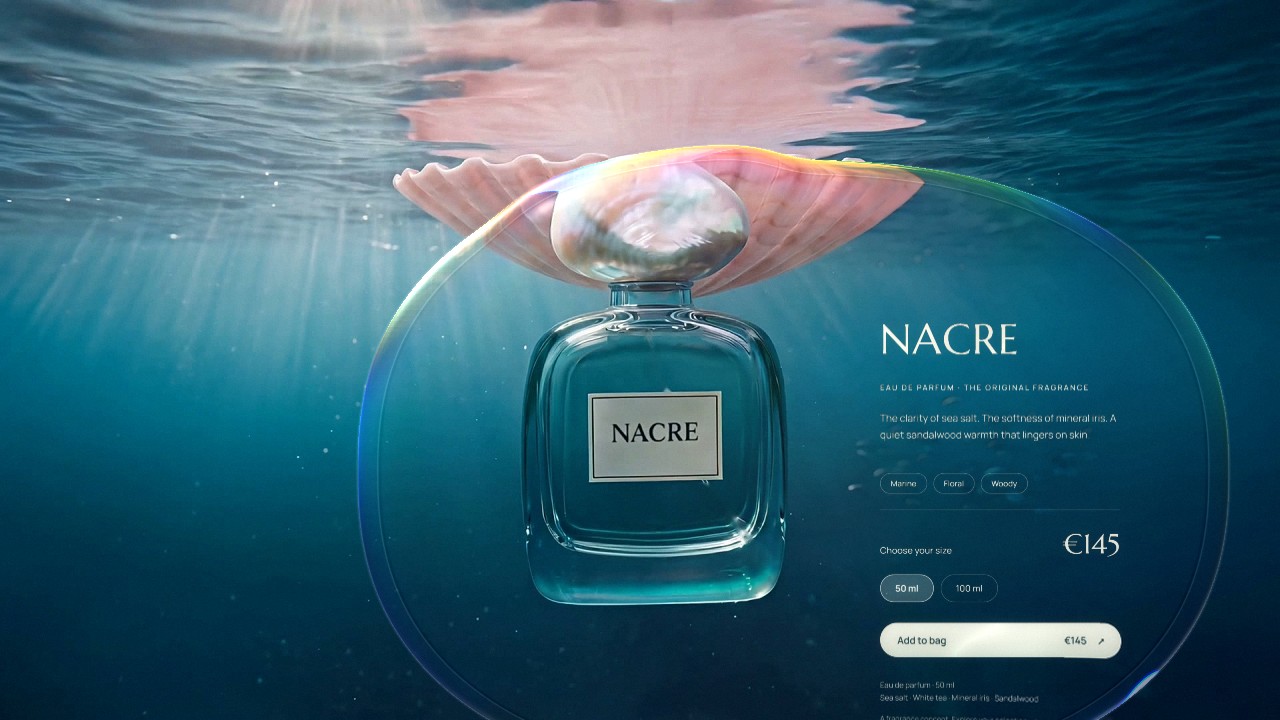 NACRE
NACRE
EAU DE PARFUM · THE ORIGINAL FRAGRANCE
The clarity of sea salt. The softness of mineral iris. A
quiet sandalwood warmth that lingers on skin.
Marine
Floral
Woody
Choose your size
€145
50 ml
100 ml
Add to bag
€145 ↗
Eau de parfum · 50 ml
Sea salt · White tea · Mineral iris · Sandalwood